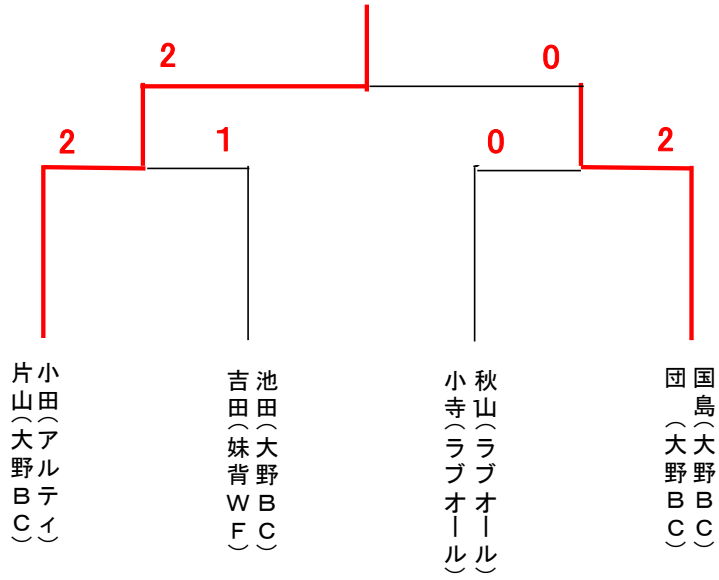 2
0
2
1
0
2
小田(アルティ)
片山(大野BC)
池田(大野BC)
吉田(妹背WF)
秋山(ラブオール)
小寺(ラブオール)
国島(大野BC)
団 (大野BC)